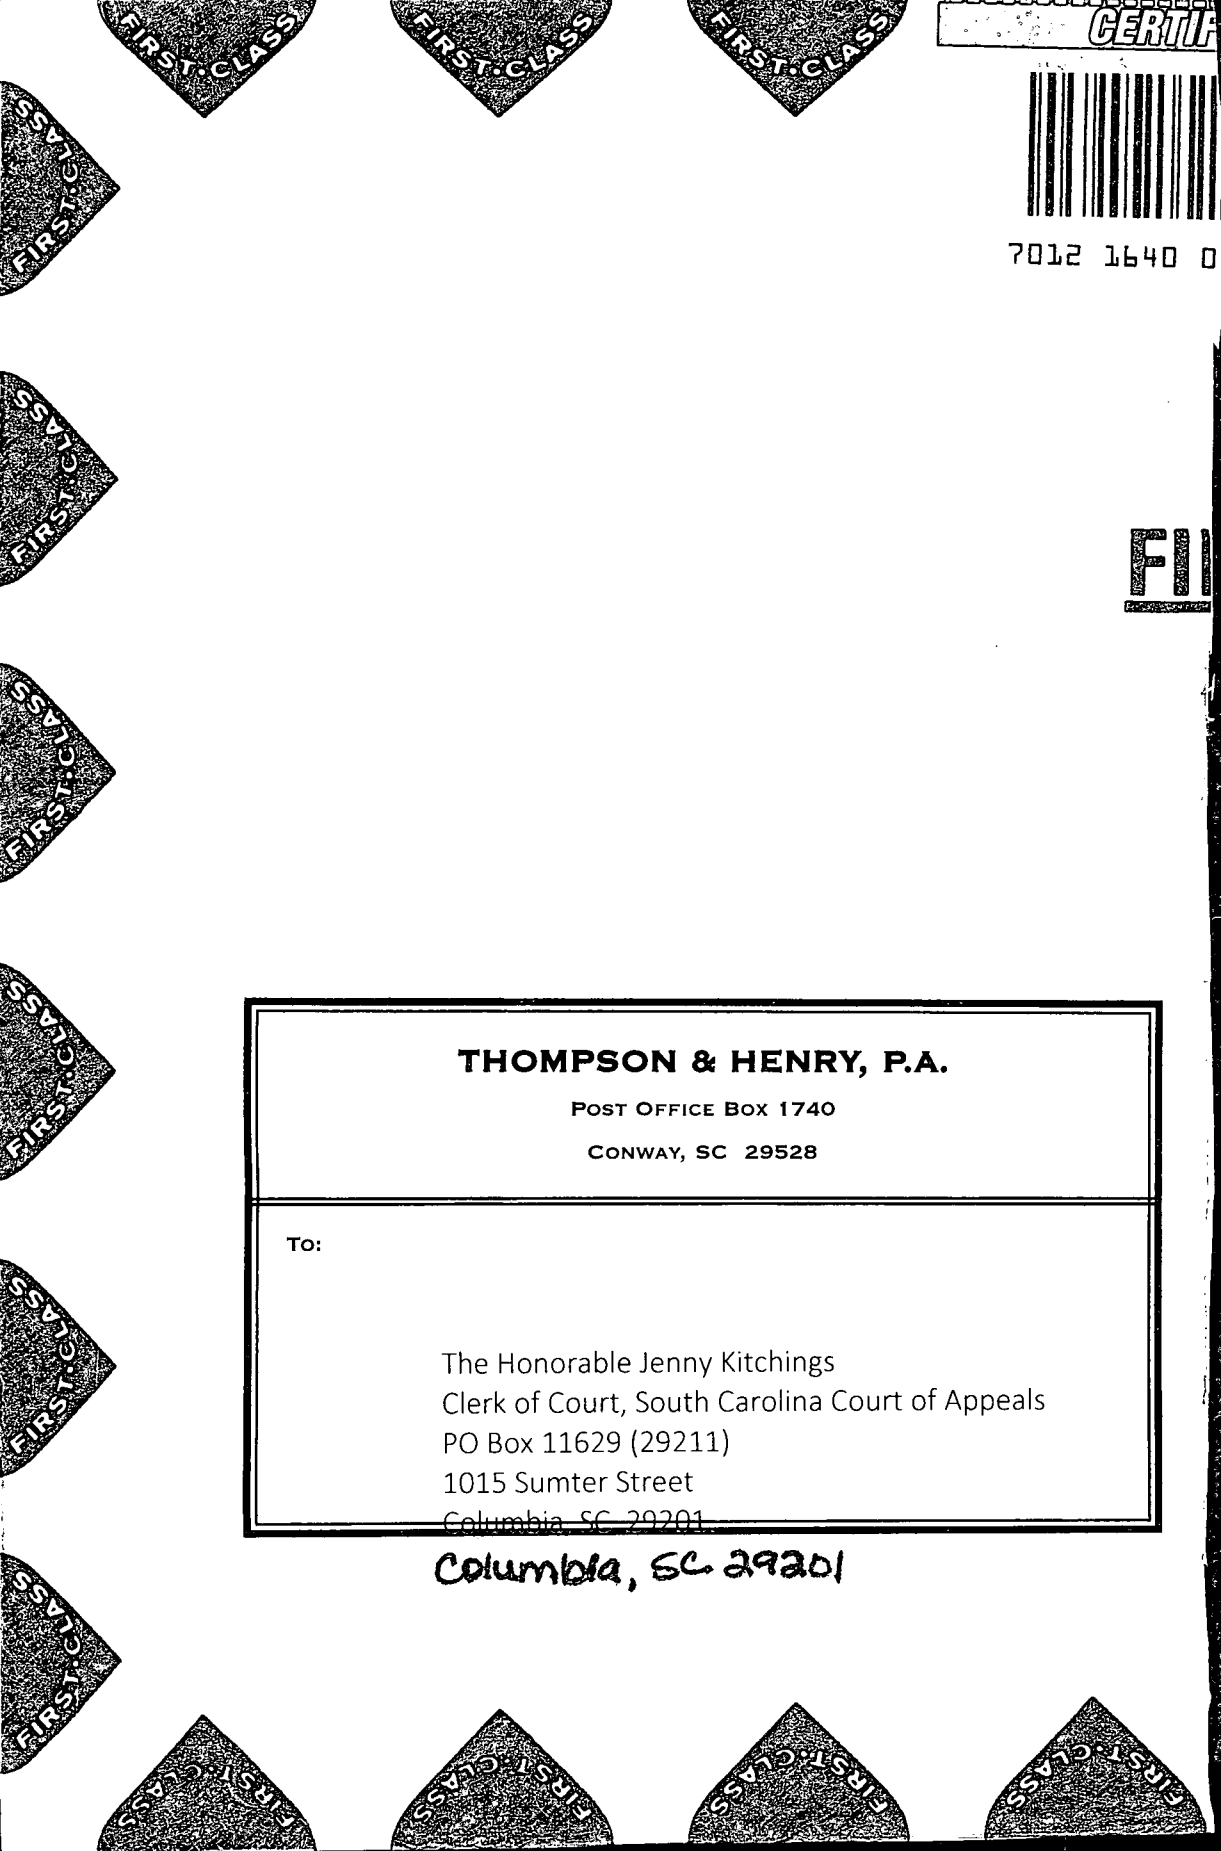 FIRST·CLASS
FIRST·CLASS
FIRST·CLASS
CERTIF
FIRST·CLASS
7012 1640 0
FIRST·CLASS
FI
FIRST·CLASS
FIRST·CLASS
THOMPSON & HENRY, P.A.
POST OFFICE BOX 1740
CONWAY, SC 29528
TO:
FIRST·CLASS
The Honorable Jenny Kitchings
Clerk of Court, South Carolina Court of Appeals
PO Box 11629 (29211)
1015 Sumter Street
Columbia, SC 29201
Columbia, SC 29201
FIRST·CLASS
FIRST·CLASS
FIRST·CLASS
FIRST·CLASS
FIRST·CLASS